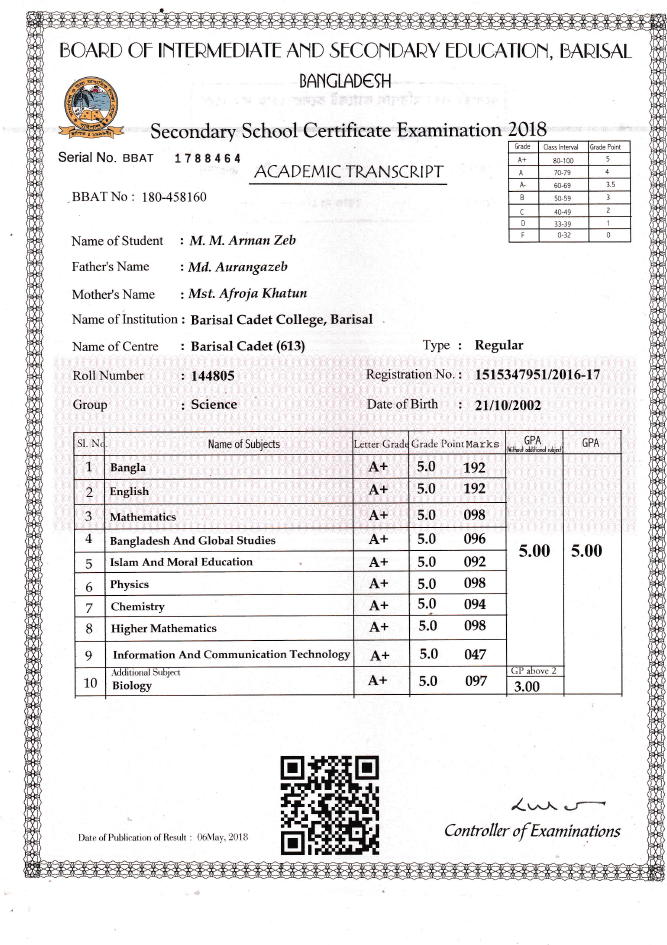 BOARD OF INTERMEDIATE AND SECONDARY EDUCATION, BARISAL
BANGLADESH
Secondary School Certificate Examination 2018
Serial No. BBAT 1788464
ACADEMIC TRANSCRIPT
BBAT No : 180-458160
Grade Class Interval Grade Point
A+ 80-100 5
A 70-79 4
A- 60-69 3.5
B 50-59 3
C 40-49 2
D 33-39 1
F 0-32 0
Name of Student : M. M. Arman Zeb
Father's Name : Md. Aurangazeb
Mother's Name : Mst. Afroja Khatun
Name of Institution : Barisal Cadet College, Barisal
Name of Centre : Barisal Cadet (613) Type : Regular
Roll Number : 144805 Registration No. : 1515347951/2016-17
Group : Science Date of Birth : 21/10/2002
Sl. No. Name of Subjects Letter Grade Grade Point Marks GPA (Without additional subject) GPA
1 Bangla A+ 5.0 192
2 English A+ 5.0 192
3 Mathematics A+ 5.0 098
4 Bangladesh And Global Studies A+ 5.0 096
5.00 5.00
5 Islam And Moral Education A+ 5.0 092
6 Physics A+ 5.0 098
7 Chemistry A+ 5.0 094
8 Higher Mathematics A+ 5.0 098
9 Information And Communication Technology A+ 5.0 047
Additional Subject GP above 2
10 Biology A+ 5.0 097 3.00
Date of Publication of Result : 06May, 2018
Controller of Examinations